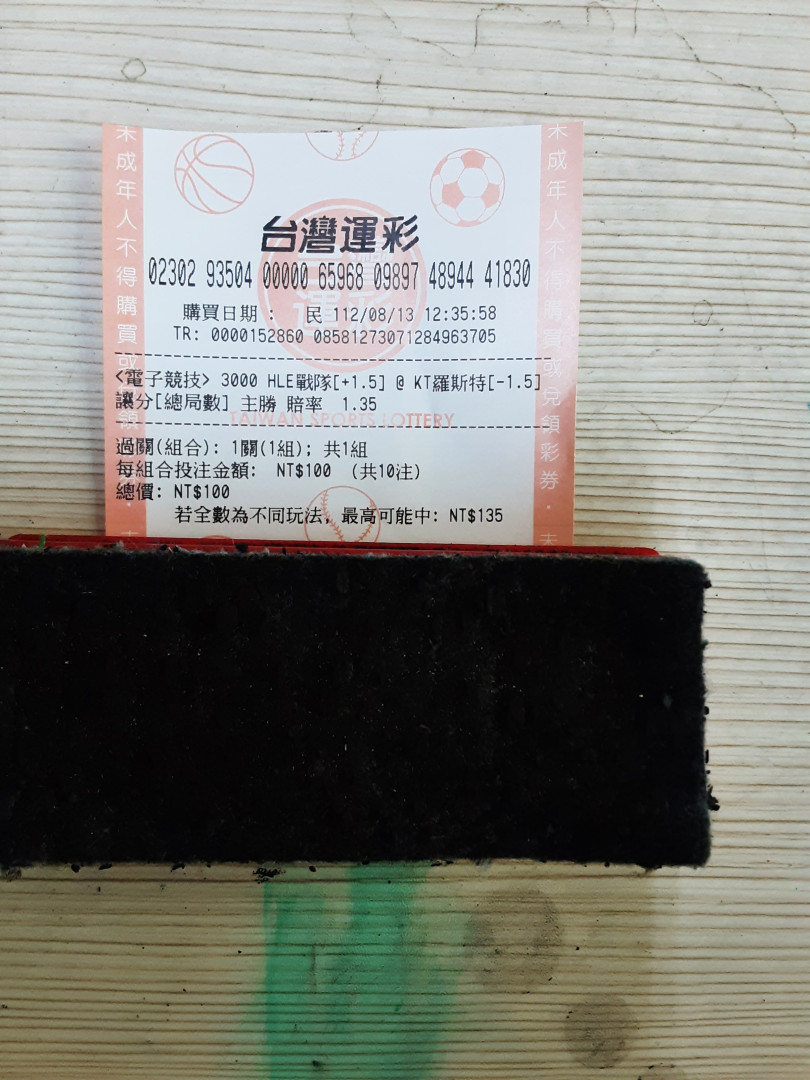 台灣運彩
02302 93504 00000 65968 09897 48944 41830
購買日期： 民 112/08/13 12:35:58
TR: 0000152860 08581273071284963705
<電子競技> 3000 HLE戰隊[+1.5] @ KT羅斯特[-1.5]
讓分[總局數] 主勝 賠率 1.35
TAIWAN SPORTS LOTTERY
過關(組合): 1關(1組); 共1組
每組合投注金額: NT$100 (共10注)
總價: NT$100
若全數為不同玩法, 最高可能中: NT$135
未成年人不得購買或
未成年人不得購買或兌領彩券．未